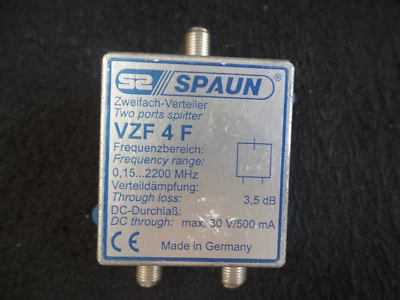 SPAUN®
Zweifach-Verteiler
Two ports splitter
VZF 4 F
Frequenzbereich:
Frequency range:
0,15...2200 MHz
Verteildämpfung:
Through loss: 3,5 dB
DC-Durchlaß:
DC through: max. 30 V/500 mA
CE Made in Germany